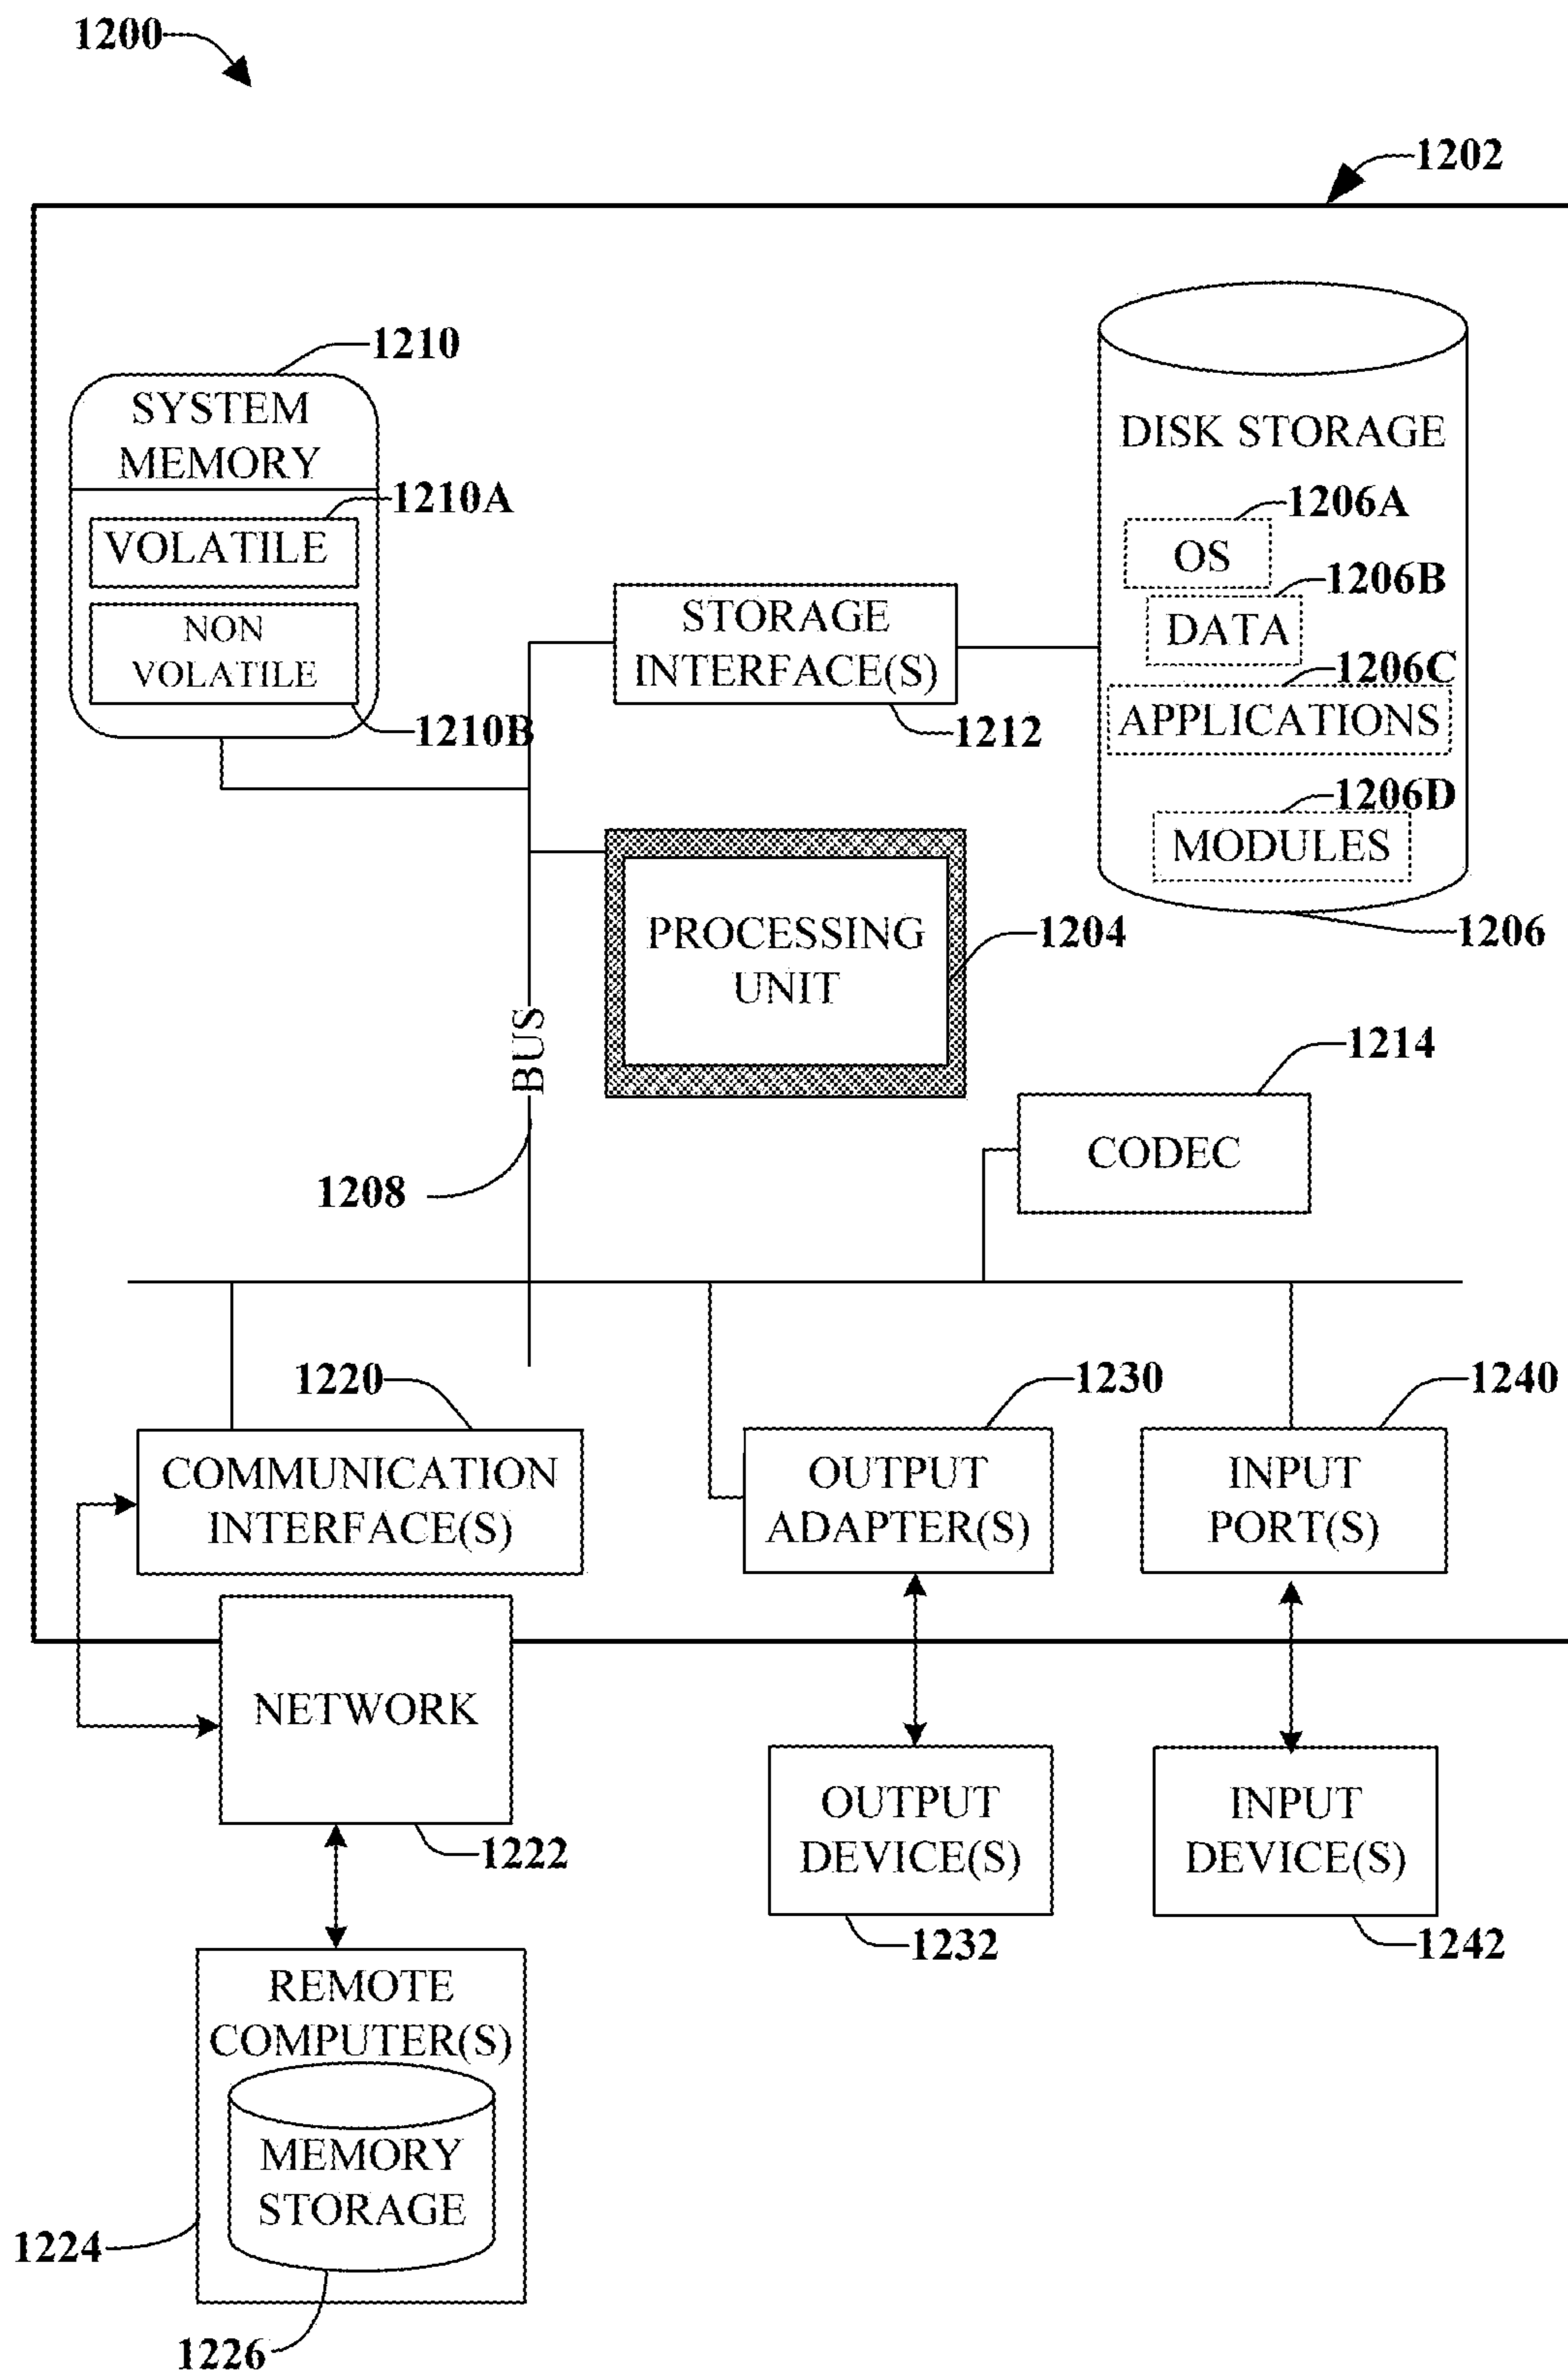 1200
1202
1210
SYSTEM
MEMORY
1210A
VOLATILE
NON
VOLATILE
1210B
STORAGE
INTERFACE(S)
1212
DISK STORAGE
1206A
OS
1206B
DATA
1206C
APPLICATIONS
1206D
MODULES
1206
PROCESSING
UNIT
1204
BUS
1208
1214
CODEC
1220
COMMUNICATION
INTERFACE(S)
1230
OUTPUT
ADAPTER(S)
1240
INPUT
PORT(S)
NETWORK
1222
OUTPUT
DEVICE(S)
1232
INPUT
DEVICE(S)
1242
REMOTE
COMPUTER(S)
MEMORY
STORAGE
1224
1226